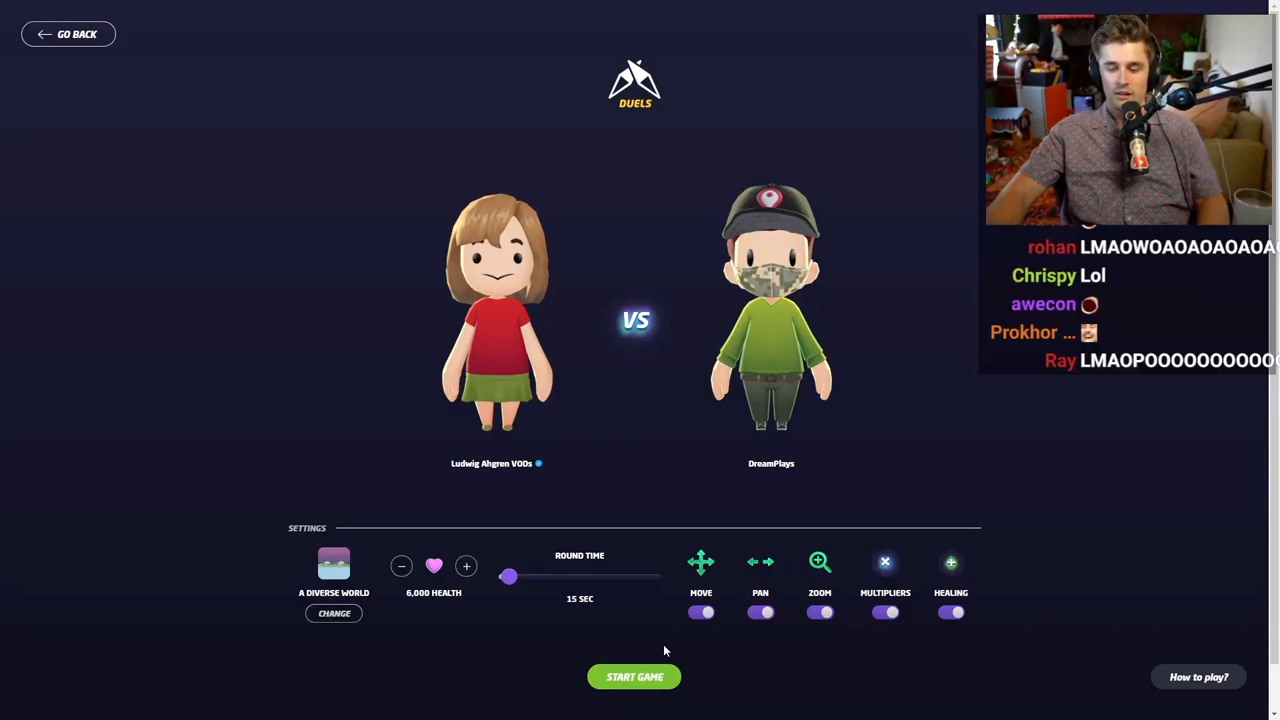 GO BACK
DUELS
rohan LMAOWOAOAOAOAOAO
Chrispy Lol
awecon
Prokhor ...
Ray LMAOPOOOOOOOOOO
VS
Ludwig Ahgren VODs
DreamPlays
SETTINGS
A DIVERSE WORLD
CHANGE
6,000 HEALTH
ROUND TIME
15 SEC
MOVE
PAN
ZOOM
MULTIPLIERS
HEALING
START GAME
How to play?